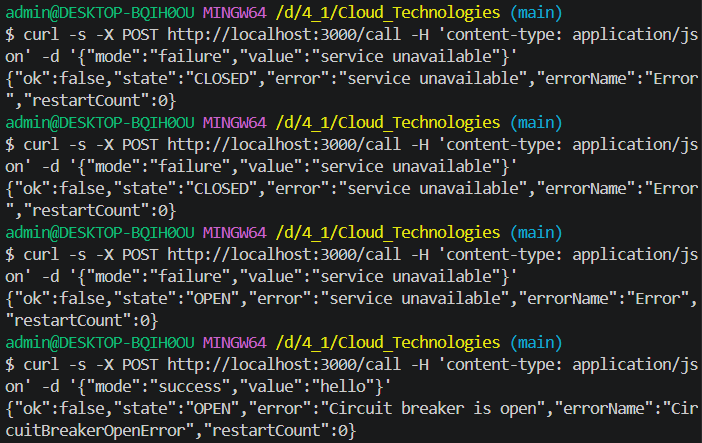 admin@DESKTOP-BQIH0OU MINGW64 /d/4_1/Cloud_Technologies (main)
$ curl -s -X POST http://localhost:3000/call -H 'content-type: application/js
on' -d '{"mode":"failure","value":"service unavailable"}'
{"ok":false,"state":"CLOSED","error":"service unavailable","errorName":"Error
","restartCount":0}
admin@DESKTOP-BQIH0OU MINGW64 /d/4_1/Cloud_Technologies (main)
$ curl -s -X POST http://localhost:3000/call -H 'content-type: application/js
on' -d '{"mode":"failure","value":"service unavailable"}'
{"ok":false,"state":"CLOSED","error":"service unavailable","errorName":"Error
","restartCount":0}
admin@DESKTOP-BQIH0OU MINGW64 /d/4_1/Cloud_Technologies (main)
$ curl -s -X POST http://localhost:3000/call -H 'content-type: application/js
on' -d '{"mode":"failure","value":"service unavailable"}'
{"ok":false,"state":"OPEN","error":"service unavailable","errorName":"Error",
"restartCount":0}
admin@DESKTOP-BQIH0OU MINGW64 /d/4_1/Cloud_Technologies (main)
$ curl -s -X POST http://localhost:3000/call -H 'content-type: application/js
on' -d '{"mode":"success","value":"hello"}'
{"ok":false,"state":"OPEN","error":"Circuit breaker is open","errorName":"Cir
cuitBreakerOpenError","restartCount":0}